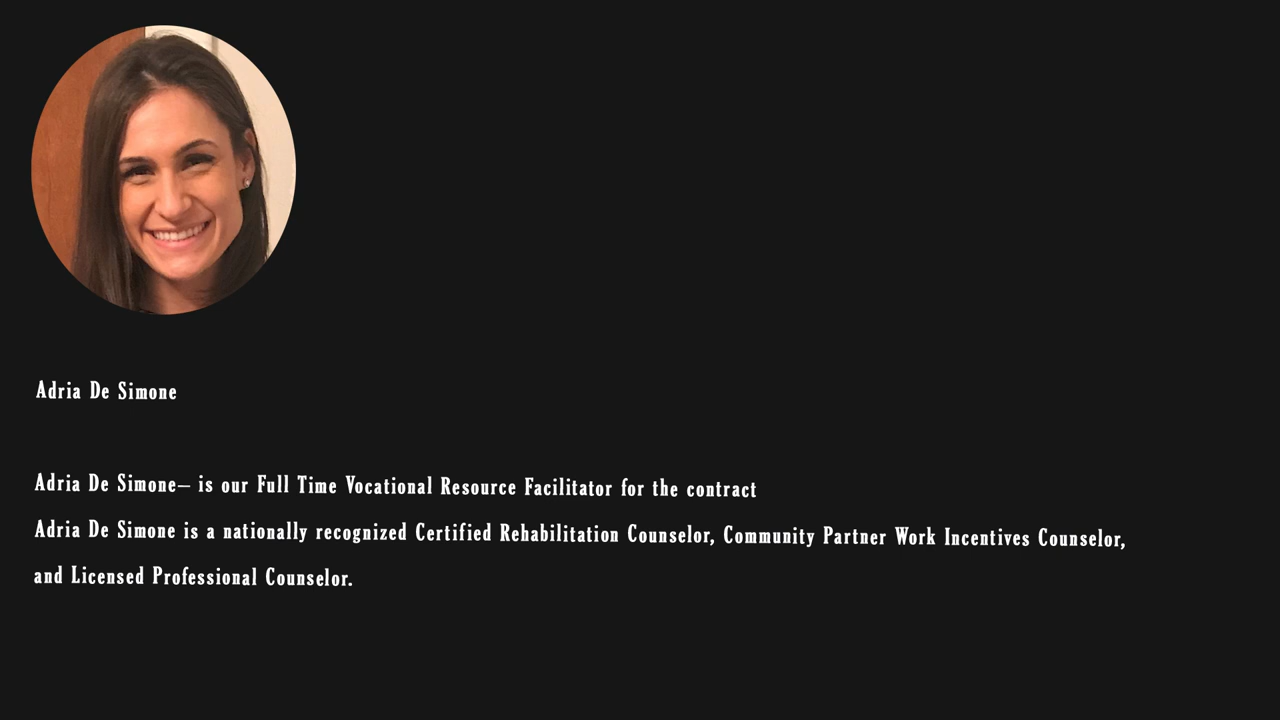 Adria De Simone
Adria De Simone– is our Full Time Vocational Resource Facilitator for the contract
Adria De Simone is a nationally recognized Certified Rehabilitation Counselor, Community Partner Work Incentives Counselor,
and Licensed Professional Counselor.